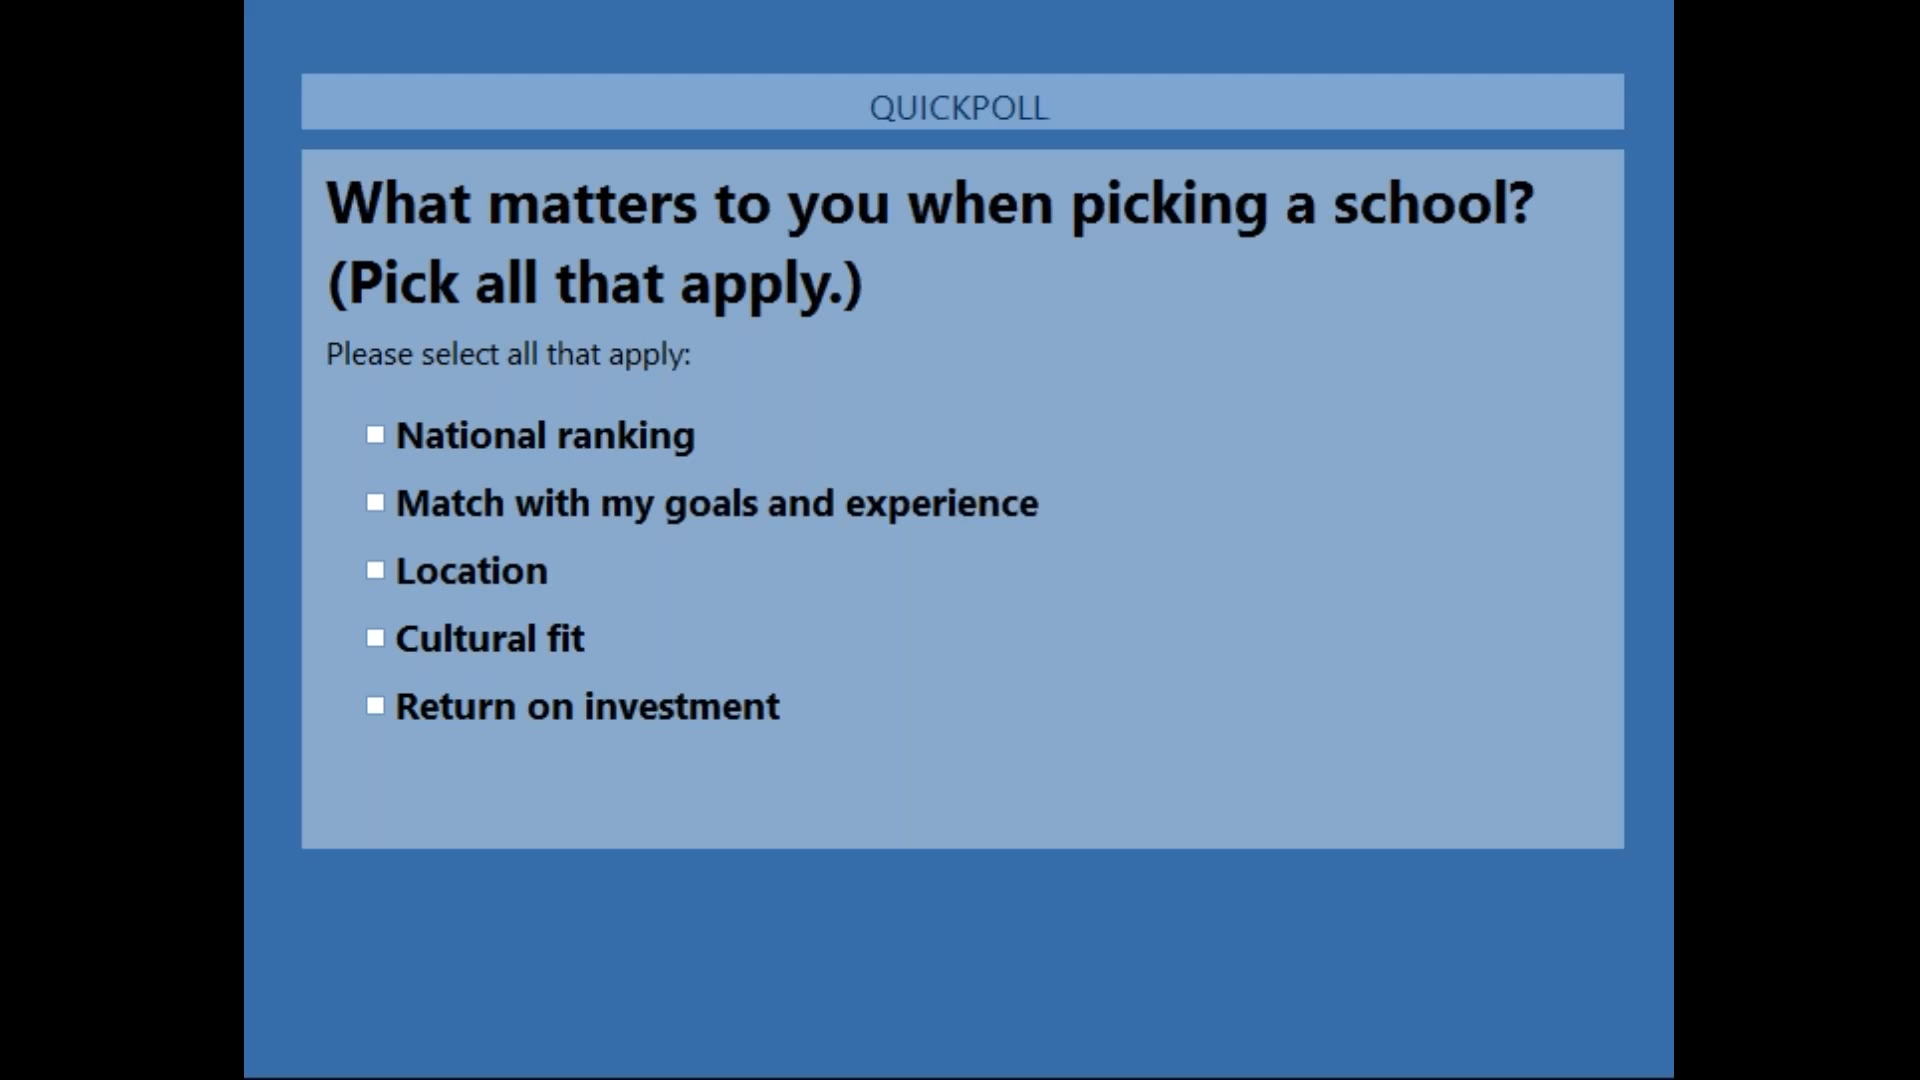 QUICKPOLL
What matters to you when picking a school?
(Pick all that apply.)
Please select all that apply:
National ranking
Match with my goals and experience
Location
Cultural fit
Return on investment